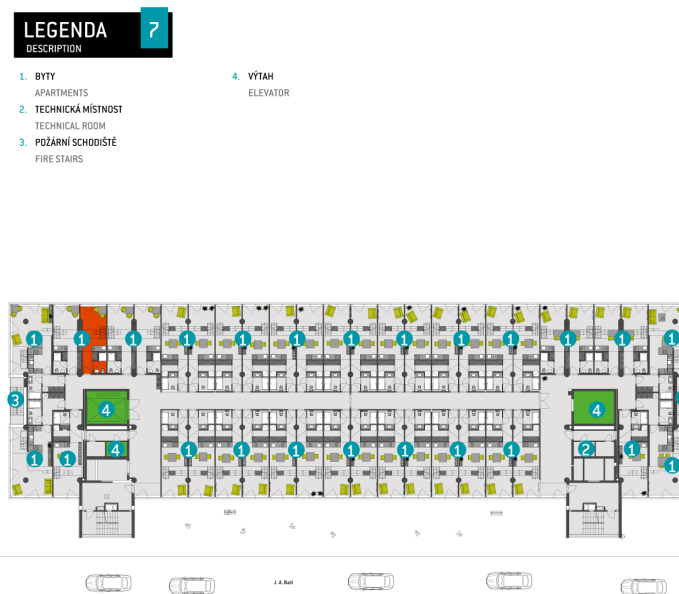 LEGENDA
DESCRIPTION
7
1. BYTY
APARTMENTS
2. TECHNICKÁ MÍSTNOST
TECHNICAL ROOM
3. POŽÁRNÍ SCHODIŠTĚ
FIRE STAIRS
4. VÝTAH
ELEVATOR
1 1 1 1 1 1 1 1 1 1 1 1 1
3 4 4
1 1 4 1 1 1 1 1 1 1 2 1 1
J. A. Bati